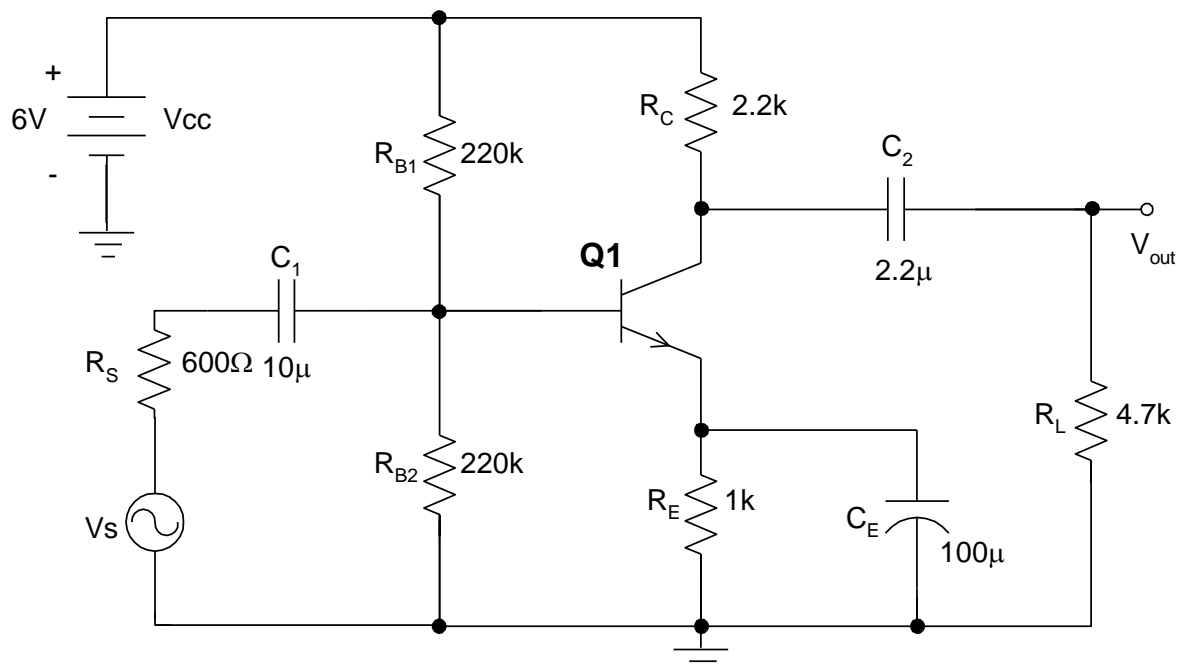 +
6V
Vcc
-
R_B1
220k
R_C
2.2k
C_2
2.2μ
V_out
Q1
C_1
10μ
R_S
600Ω
Vs
R_B2
220k
R_E
1k
C_E
100μ
R_L
4.7k